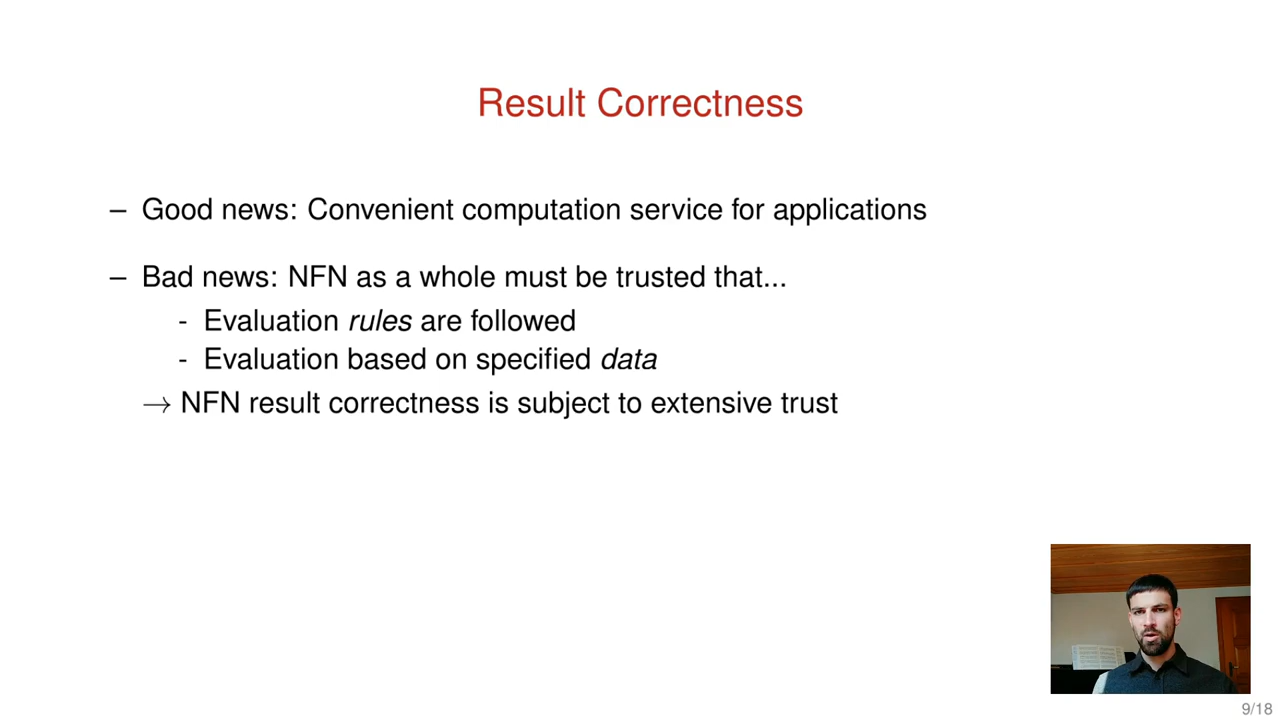 Result Correctness
– Good news: Convenient computation service for applications
– Bad news: NFN as a whole must be trusted that...
- Evaluation rules are followed
- Evaluation based on specified data
→ NFN result correctness is subject to extensive trust
9/18